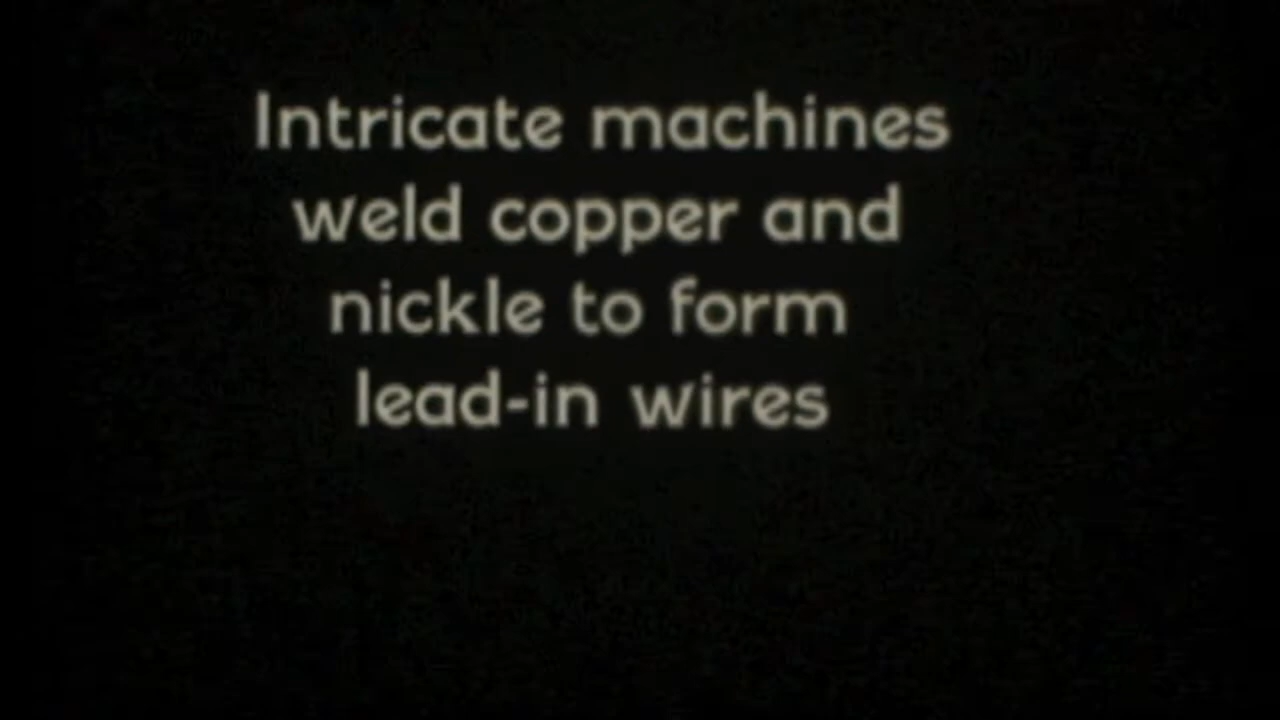 Intricate machines
weld copper and
nickle to form
lead-in wires